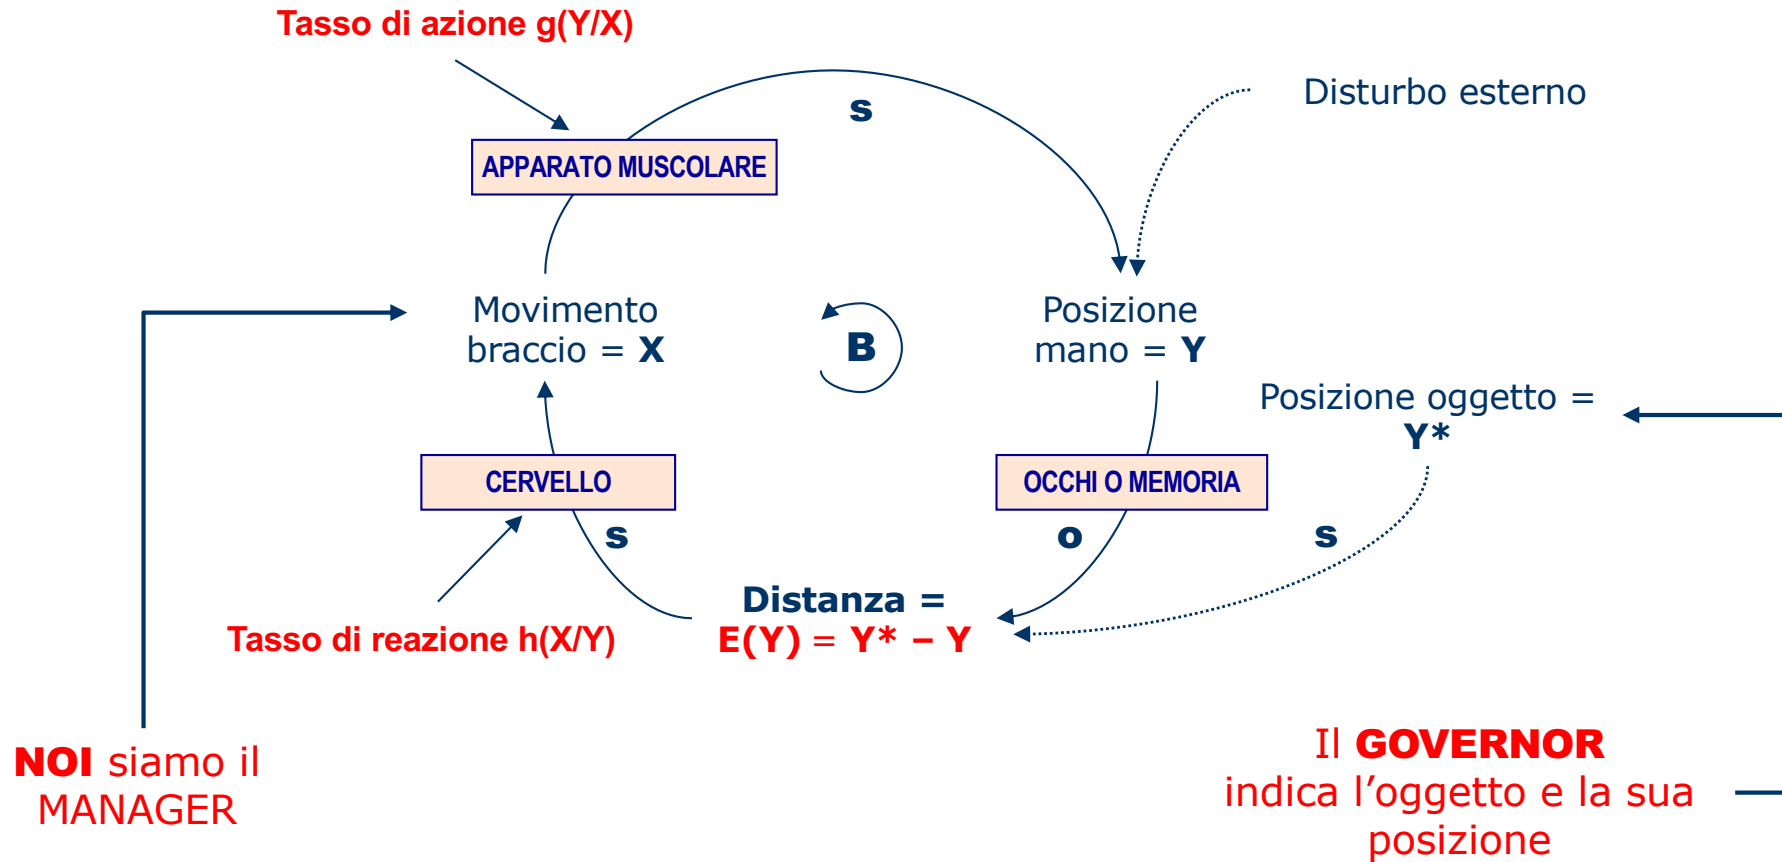 Tasso di azione g(Y/X)
s
Disturbo esterno
APPARATO MUSCOLARE
Movimento
braccio = X
B
Posizione
mano = Y
Posizione oggetto =
Y*
CERVELLO
OCCHI O MEMORIA
s
o
s
Distanza =
E(Y) = Y* – Y
Tasso di reazione h(X/Y)
NOI siamo il
MANAGER
Il GOVERNOR
indica l’oggetto e la sua
posizione